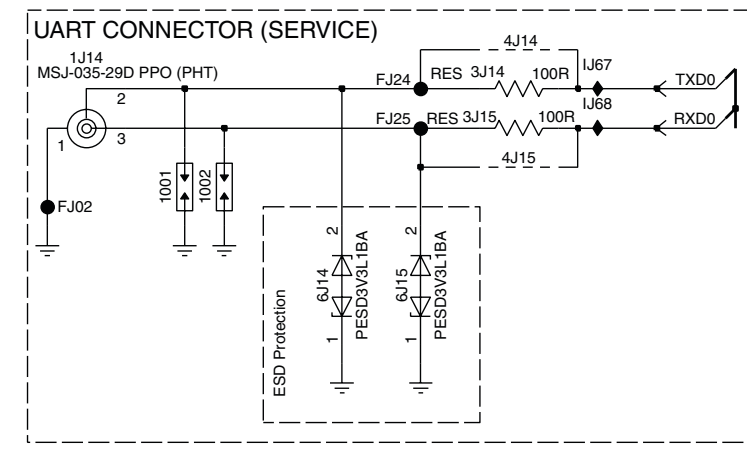 UART CONNECTOR (SERVICE)
1J14
MSJ-035-29D PPO (PHT)
2
1
3
FJ02
1001
1002
4J14
FJ24
RES
3J14
100R
IJ67
TXD0
FJ25
RES
3J15
100R
IJ68
RXD0
4J15
ESD Protection
2
6J14
PESD3V3L1BA
1
2
6J15
PESD3V3L1BA
1